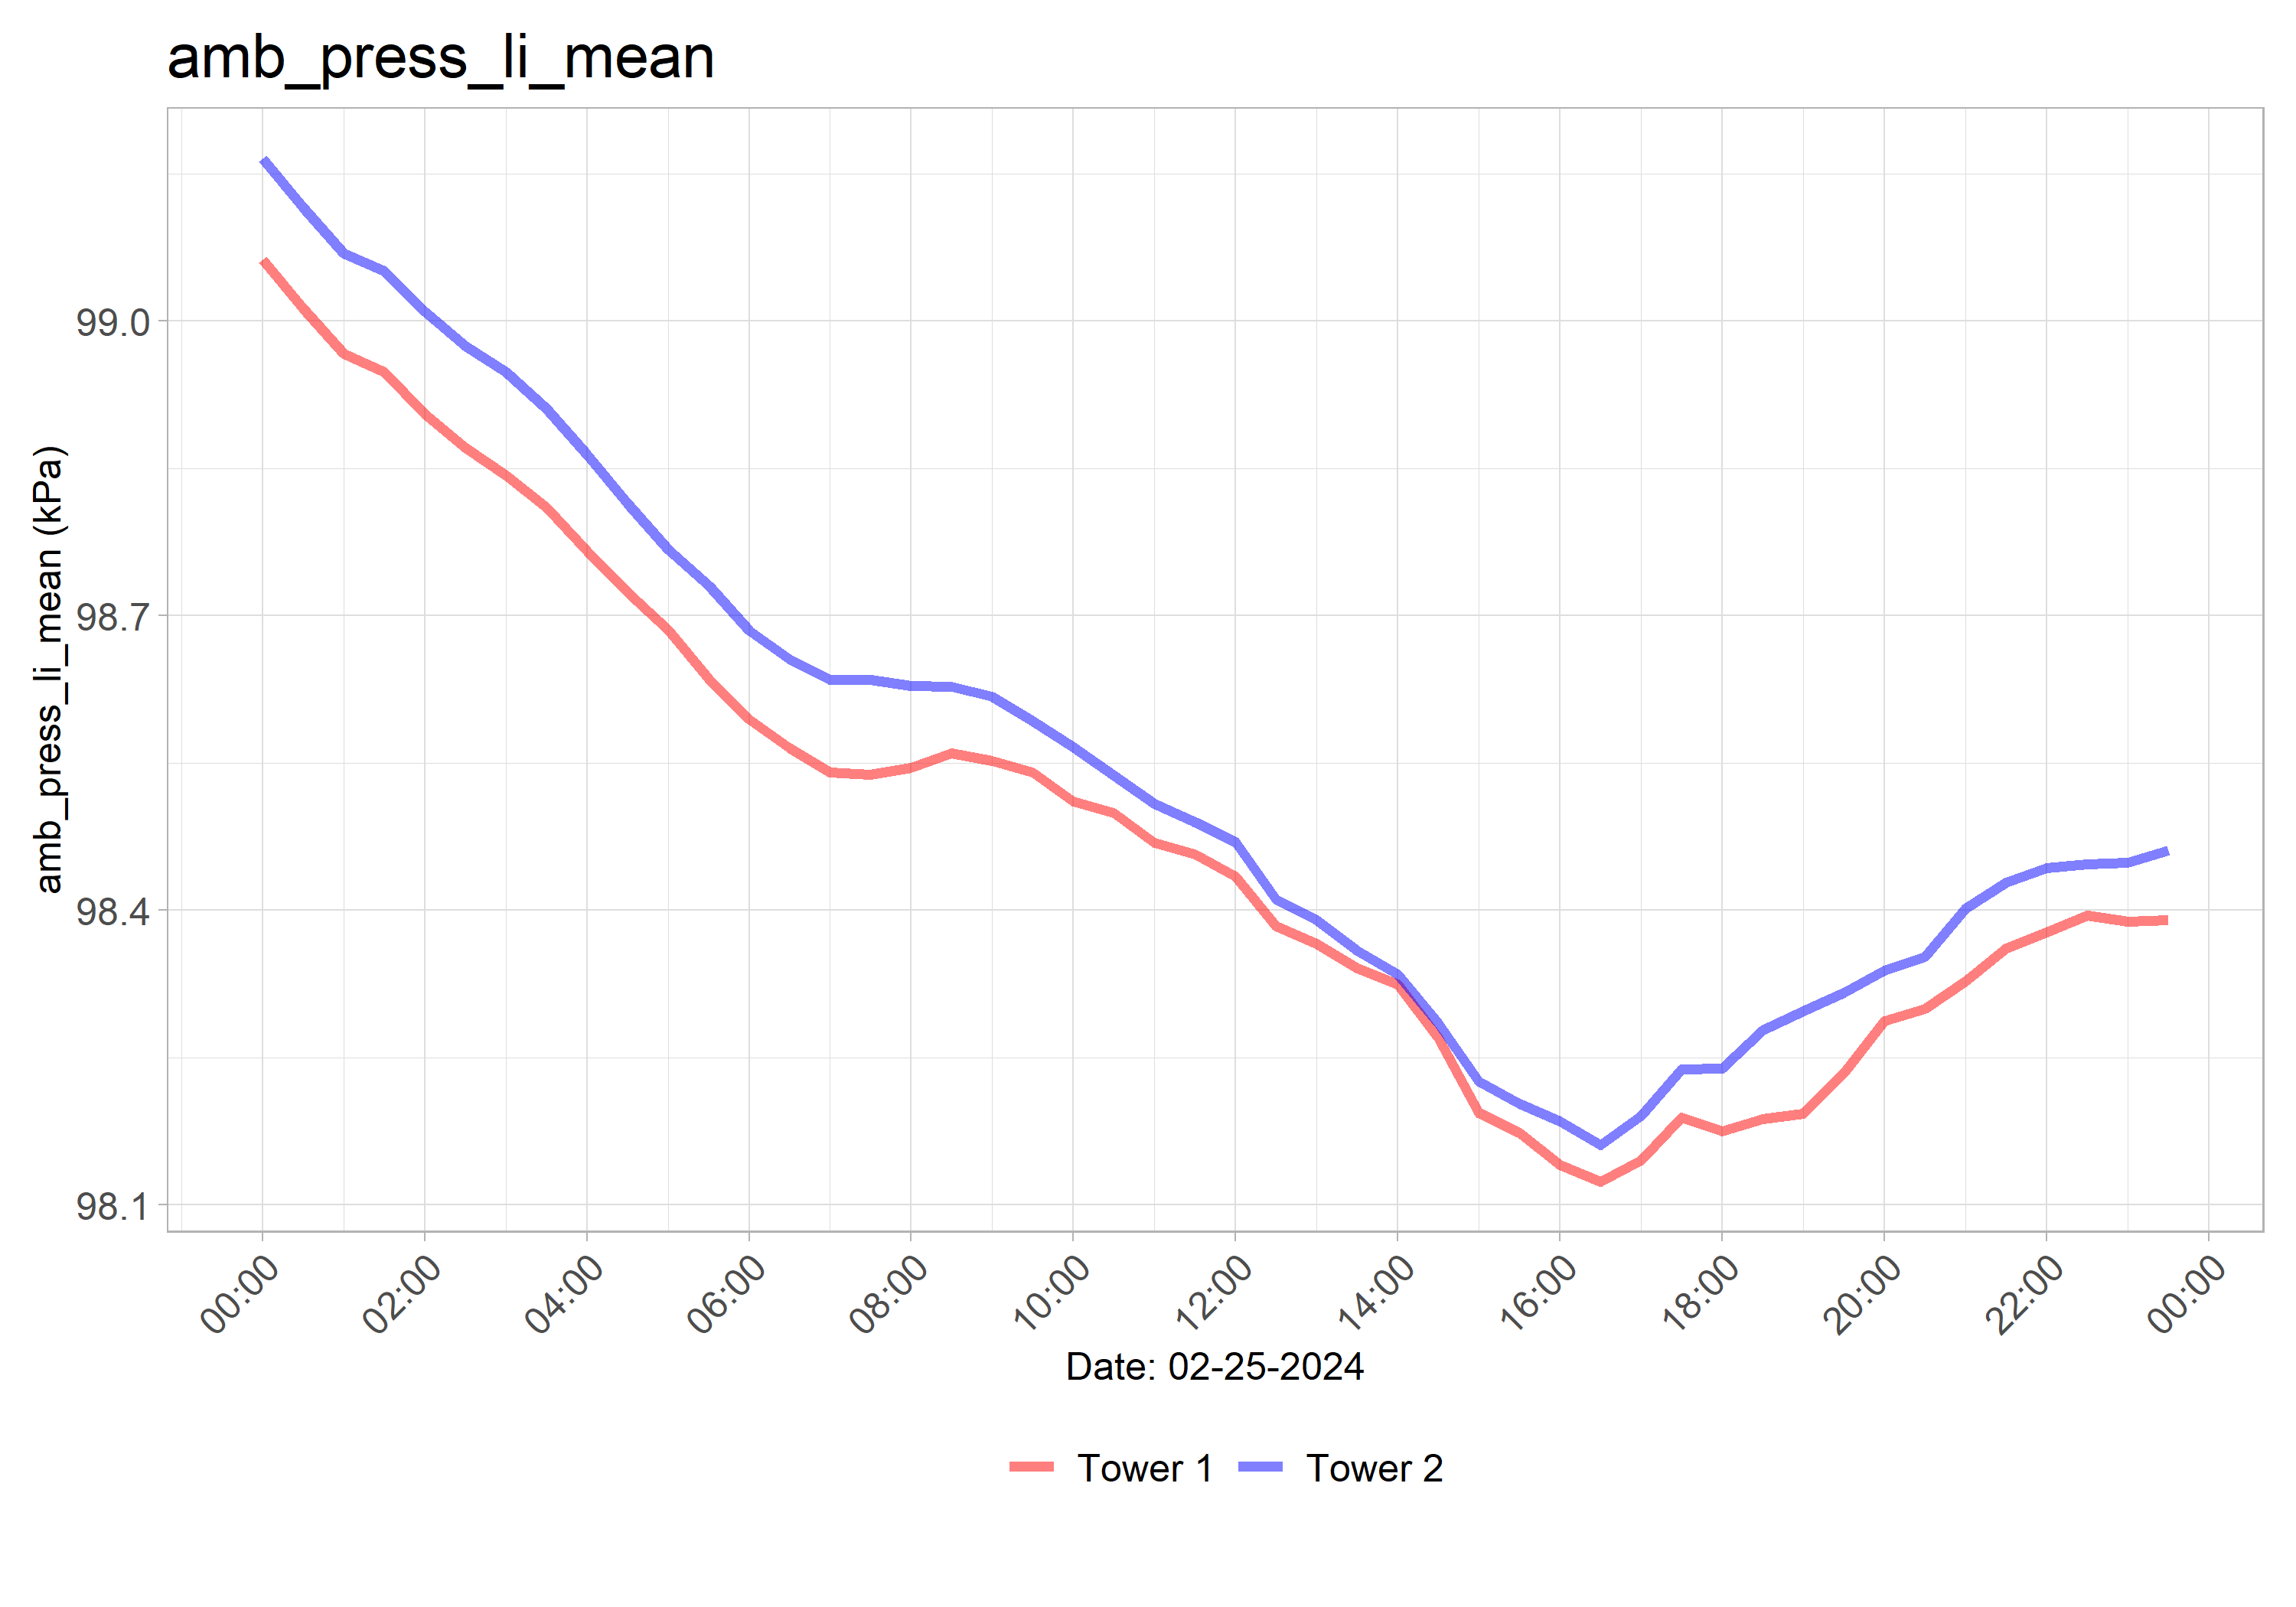 amb_press_li_mean
amb_press_li_mean (kPa)
99.0
98.7
98.4
98.1
00:00 02:00 04:00 06:00 08:00 10:00 12:00 14:00 16:00 18:00 20:00 22:00 00:00
Date: 02-25-2024
Tower 1 Tower 2